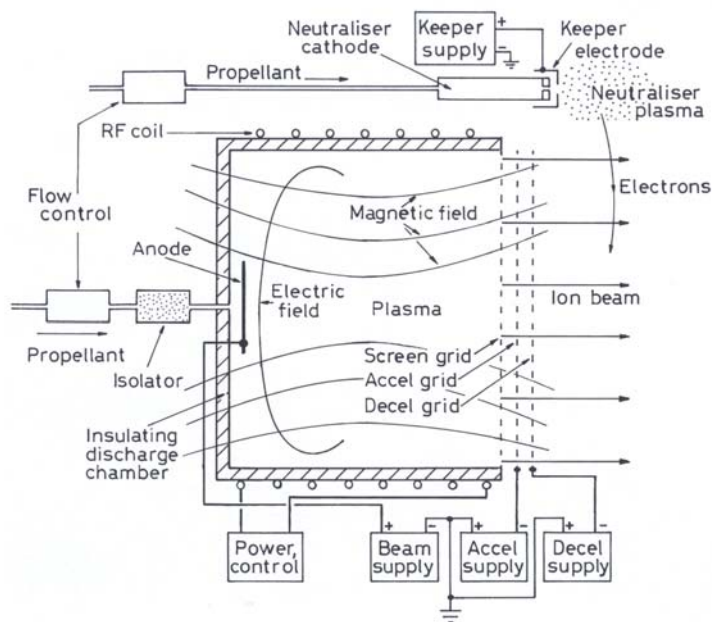 Neutraliser
cathode
Keeper
supply
+
-
Keeper
electrode
Propellant
Neutraliser
plasma
RF coil
Flow
control
Electrons
Magnetic field
Anode
Electric
field
Plasma
Ion beam
Propellant
Isolator
Screen grid
Accel grid
Decel grid
Insulating
discharge
chamber
+
-
+
-
+
-
Power,
control
Beam
supply
Accel
supply
Decel
supply